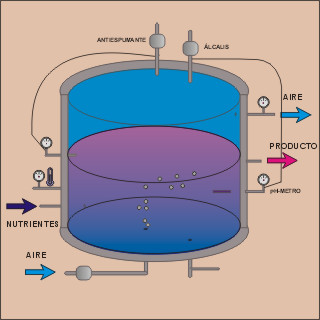 ANTIESPUMANTE
ÁLCALIS
AIRE
PRODUCTO
pH-METRO
NUTRIENTES
AIRE